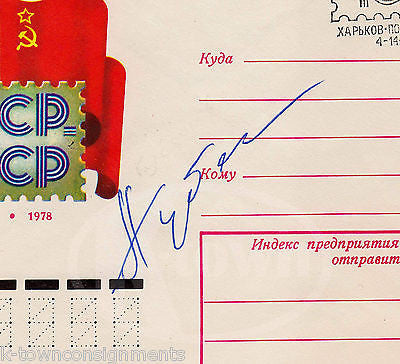 ХАРЬКОВ-ПО
4-14
Куда
СР
СР
Кому
• 1978
Индекс предприятия
отправит
k-townconsignments